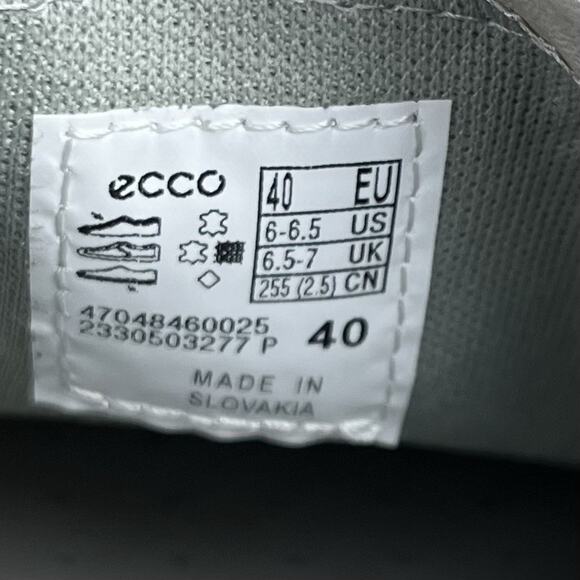 ecco
40 EU
6-6.5 US
6.5-7 UK
255 (2.5) CN
47048460025
2330503277 P 40
MADE IN
SLOVAKIA